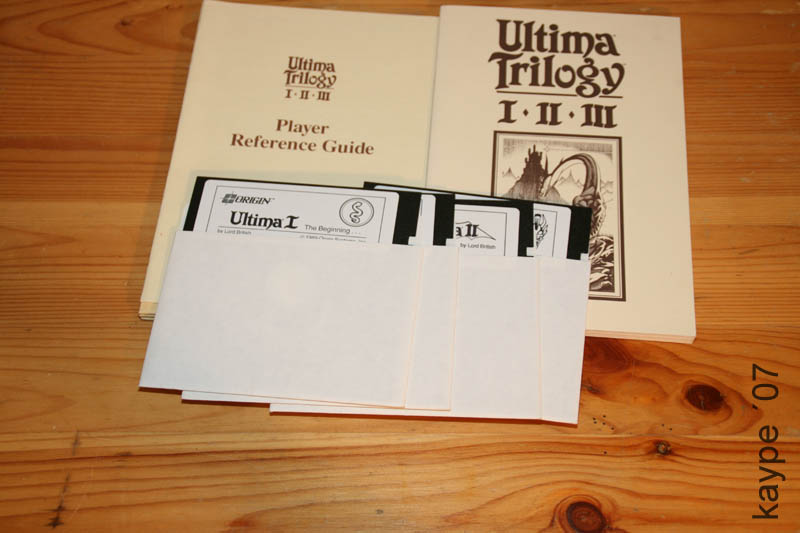 Ultima
Trilogy
I · II · III
Player
Reference Guide
Ultima
Trilogy
I · II · III
ORIGIN
Ultima I The Beginning...
by Lord British
a II
by Lord British
kaype 07